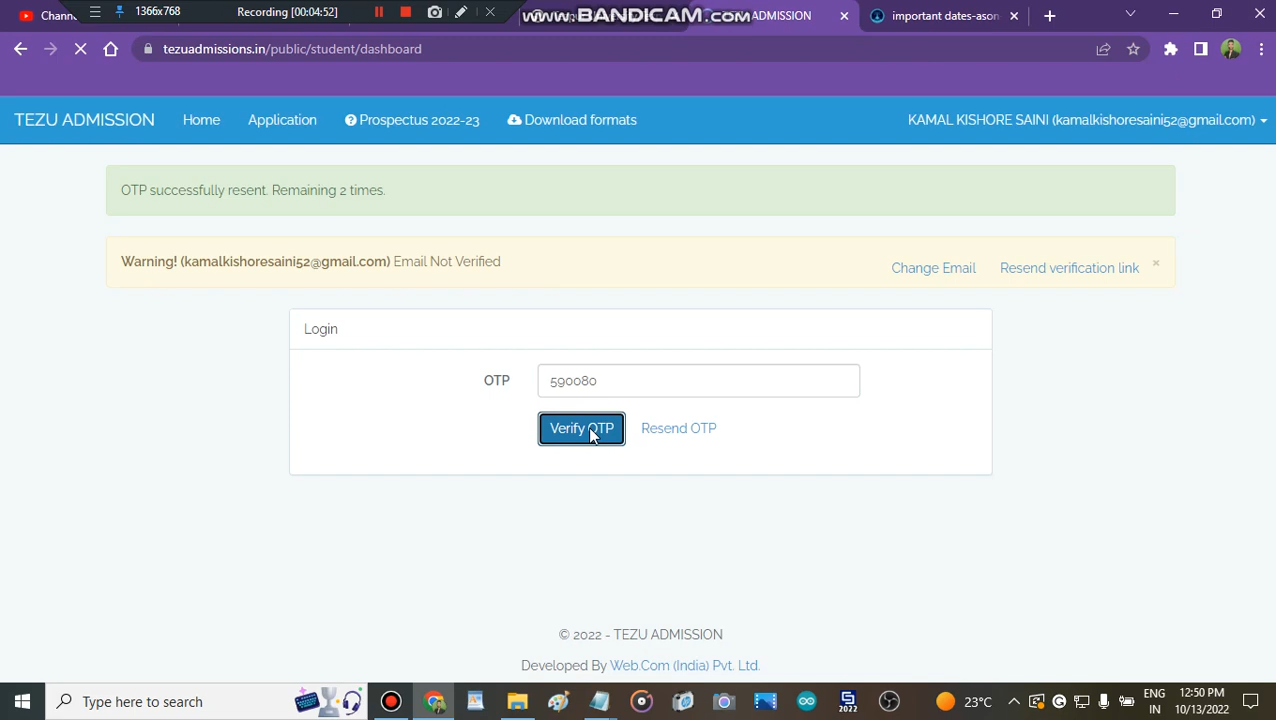 1366x768
Recording [00:04:52]
www.BANDICAM.com
Chann
ADMISSION
important dates-ason
tezuadmissions.in/public/student/dashboard
TEZU ADMISSION
Home
Application
Prospectus 2022-23
Download formats
KAMAL KISHORE SAINI (kamalkishoresaini52@gmail.com)
OTP successfully resent. Remaining 2 times.
Warning! (kamalkishoresaini52@gmail.com) Email Not Verified
Change Email
Resend verification link
×
Login
OTP
590080
Verify OTP
Resend OTP
© 2022 - TEZU ADMISSION
Developed By Web.Com (India) Pvt. Ltd.
Type here to search
2022
23°C
ENG
IN
12:50 PM
10/13/2022